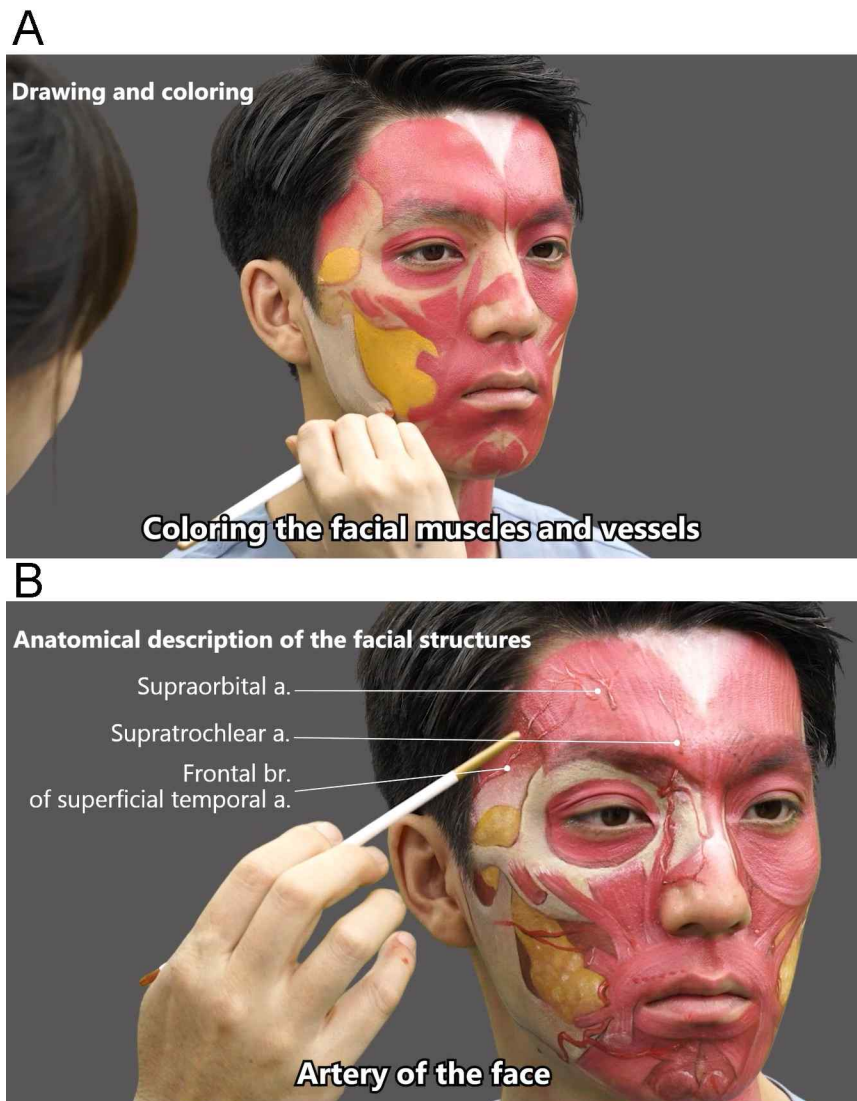 A
Drawing and coloring
Coloring the facial muscles and vessels
B
Anatomical description of the facial structures
Supraorbital a.
Supratrochlear a.
Frontal br.
of superficial temporal a.
Artery of the face